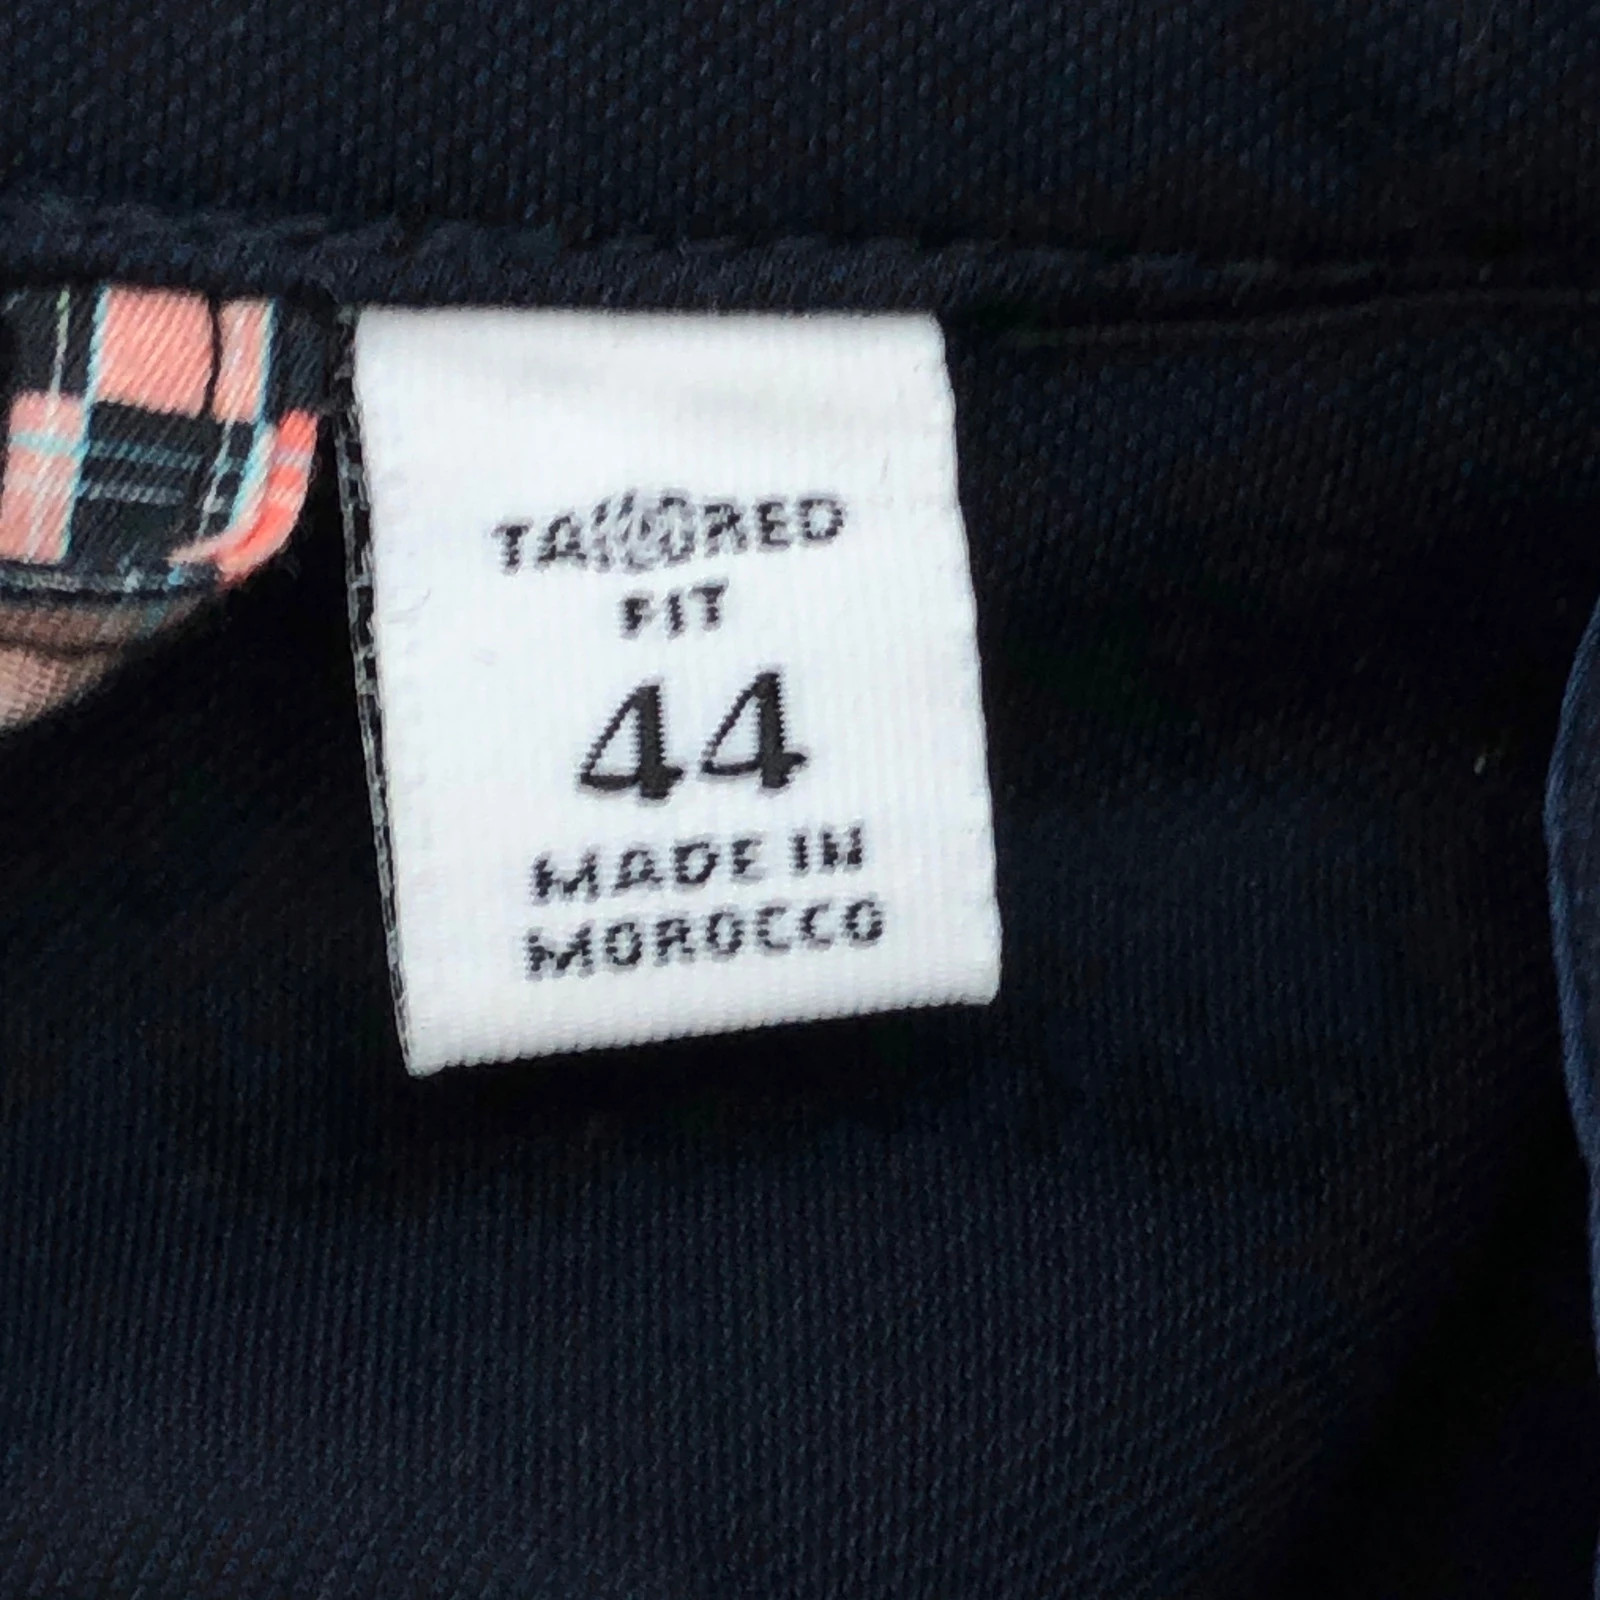 TAILORED
FIT
44
MADE IN
MOROCCO